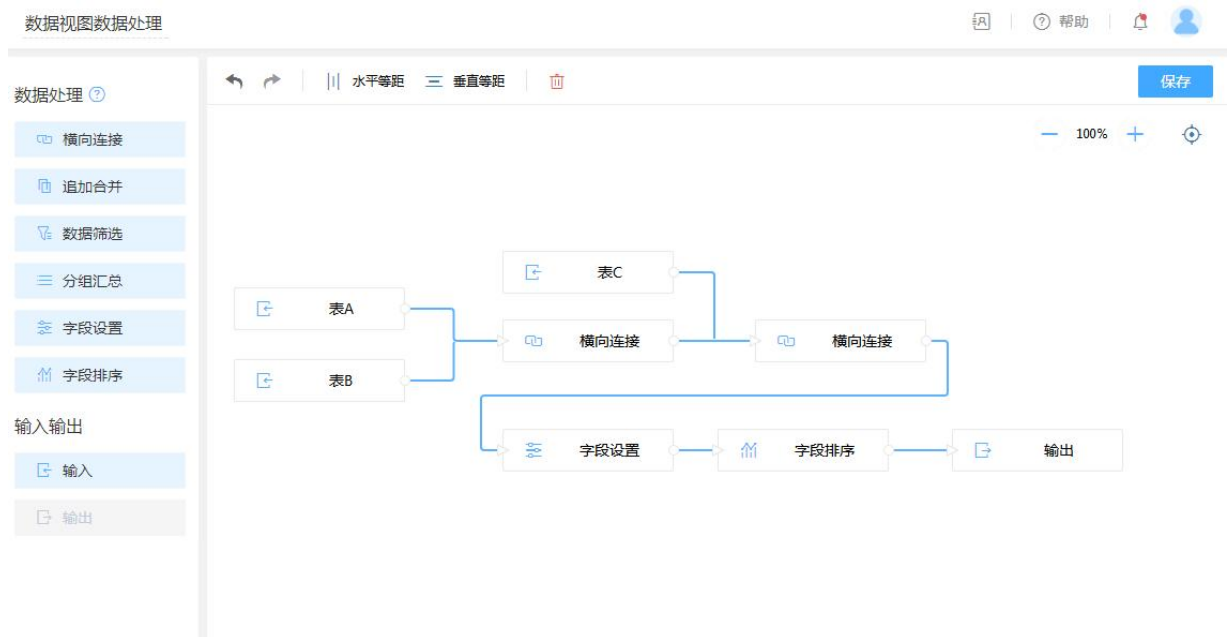 数据视图数据处理
帮助
数据处理
水平等距 垂直等距
保存
横向连接
追加合并
数据筛选
分组汇总
字段设置
字段排序
输入输出
输入
输出
100%
表C
表A
横向连接
横向连接
表B
字段设置
字段排序
输出